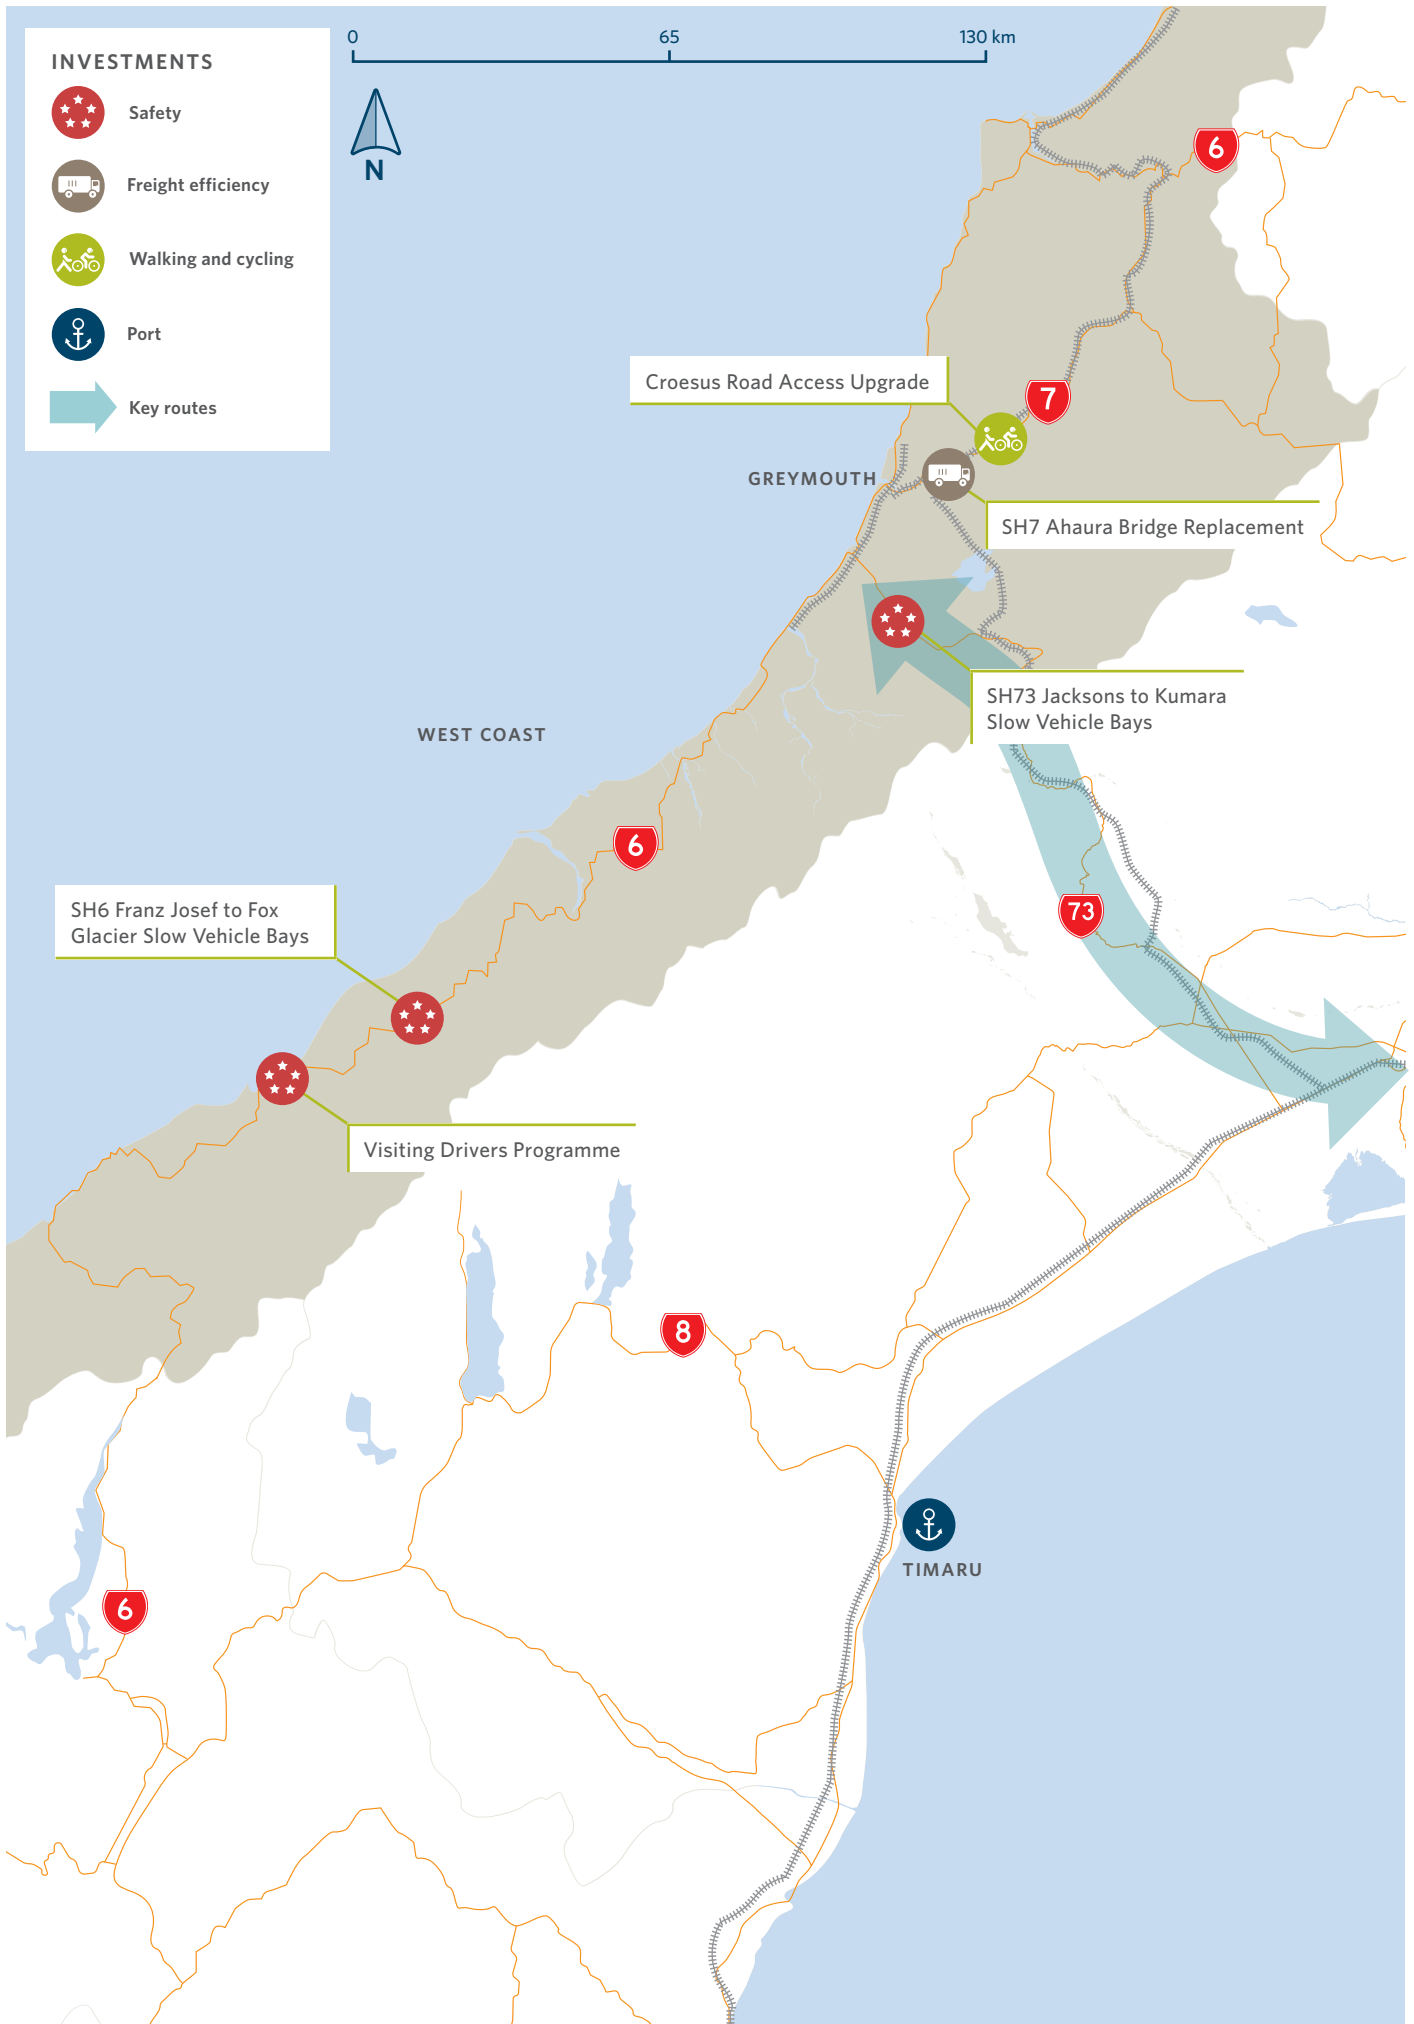 INVESTMENTS
Safety
Freight efficiency
Walking and cycling
Port
Key routes
0 65 130 km
N
6
Croesus Road Access Upgrade
7
GREYMOUTH
SH7 Ahaura Bridge Replacement
SH73 Jacksons to Kumara
Slow Vehicle Bays
WEST COAST
6
SH6 Franz Josef to Fox
Glacier Slow Vehicle Bays
73
Visiting Drivers Programme
8
TIMARU
6